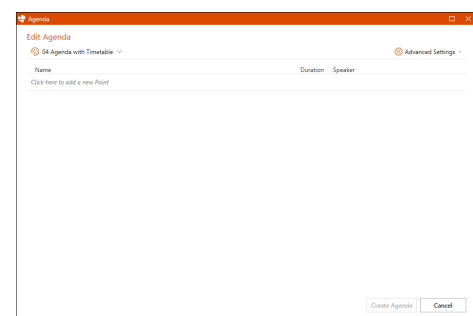 Agenda
Edit Agenda
04 Agenda with Timetable
Advanced Settings
Name Duration Speaker
Click here to add a new Point
Create Agenda Cancel